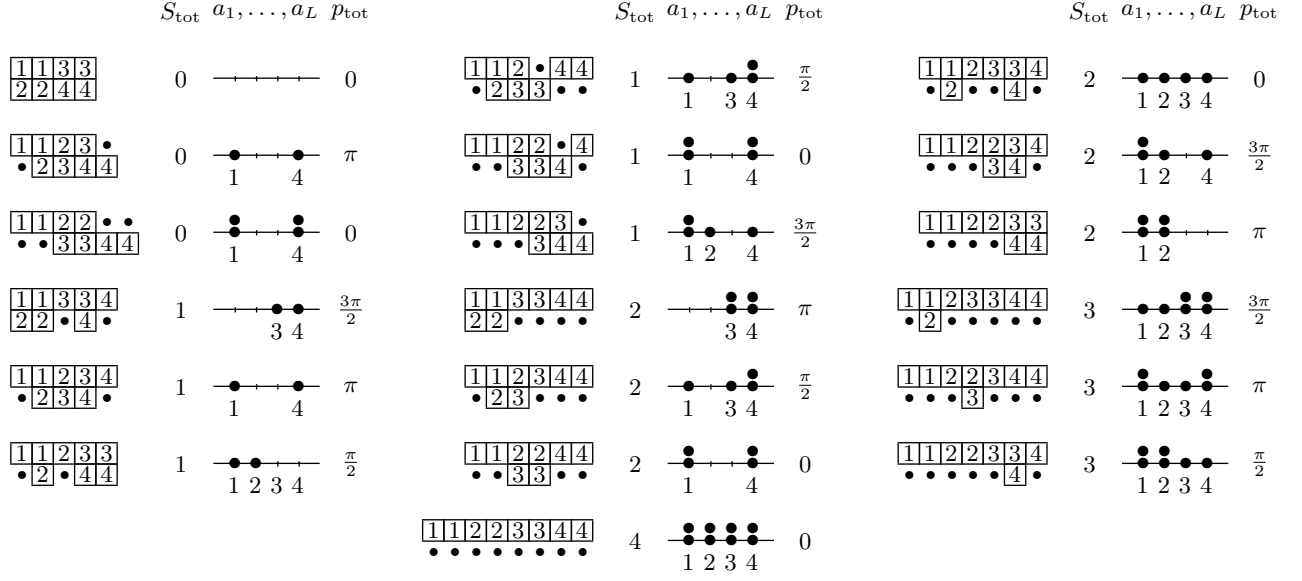 S_tot a_1, ..., a_L p_tot S_tot a_1, ..., a_L p_tot S_tot a_1, ..., a_L p_tot
1 1 3 3 1 1 2 • 4 4 1 1 2 3 3 4
2 2 4 4 0 0 • 2 3 3 • • 1 π/2 • 2 • • 4 • 2 0
1 3 4 1 2 3 4
1 1 2 3 • 1 1 2 2 • 4 1 1 2 2 3 4
• 2 3 4 4 0 π • • 3 3 4 • 1 0 • • • 3 4 • 2 3π/2
1 4 1 4 1 2 4
1 1 2 2 • • 1 1 2 2 3 • 1 1 2 2 3 3
• • 3 3 4 4 0 0 • • • 3 4 4 1 3π/2 • • • • 4 4 2 π
1 4 1 2 4 1 2
1 1 3 3 4 1 1 3 3 4 4 1 1 2 3 3 4 4
2 2 • 4 • 1 3π/2 2 2 • • • • 2 π • 2 • • • • • 3 3π/2
3 4 3 4 1 2 3 4
1 1 2 3 4 1 1 2 3 4 4 1 1 2 2 3 4 4
• 2 3 4 • 1 π • 2 3 • • • 2 π/2 • • • 3 • • • 3 π
1 4 1 3 4 1 2 3 4
1 1 2 3 3 1 1 2 2 4 4 1 1 2 2 3 3 4
• 2 • 4 4 1 π/2 • • 3 3 • • 2 0 • • • • • 4 • 3 π/2
1 2 3 4 1 4 1 2 3 4
1 1 2 2 3 3 4 4
• • • • • • • • 4 0
1 2 3 4